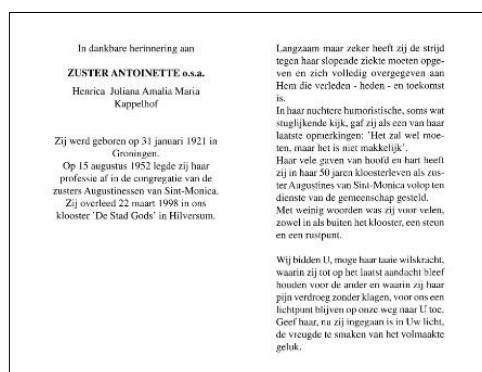 In dankbare herinnering aan
ZUSTER ANTOINETTE o.s.a.
Henrica Juliana Amalia Maria
Kappelhof
Zij werd geboren op 31 januari 1921 in
Groningen.
Op 15 augustus 1952 legde zij haar
professie af in de congregatie van de
zusters Augustinessen van Sint-Monica.
Zij overleed 22 maart 1998 in ons
klooster 'De Stad Gods' in Hilversum.
Langzaam maar zeker heeft zij de strijd
tegen haar slopende ziekte moeten opge-
ven en zich volledig overgegeven aan
Hem die verleden - heden - en toekomst
is.
In haar nuchtere humoristische, soms wat
stuglijkende kijk, gaf zij als een van haar
laatste opmerkingen: 'Het zal wel moe-
ten, maar het is niet makkelijk'.
Haar vele gaven van hoofd en hart heeft
zij in haar 50 jaren kloosterleven als zus-
ter Augustines van Sint-Monica volop ten
dienste van de gemeenschap gesteld.
Met weinig woorden was zij voor velen,
zowel in als buiten het klooster, een steun
en een rustpunt.
Wij bidden U, moge haar taaie wilskracht,
waarin zij tot op het laatst aandacht bleef
houden voor de ander en waarin zij haar
pijn verdroeg zonder klagen, voor ons een
lichtpunt blijven op onze weg naar U toe.
Geef haar, nu zij ingegaan is in Uw licht,
de vreugde te smaken van het volmaakte
geluk.